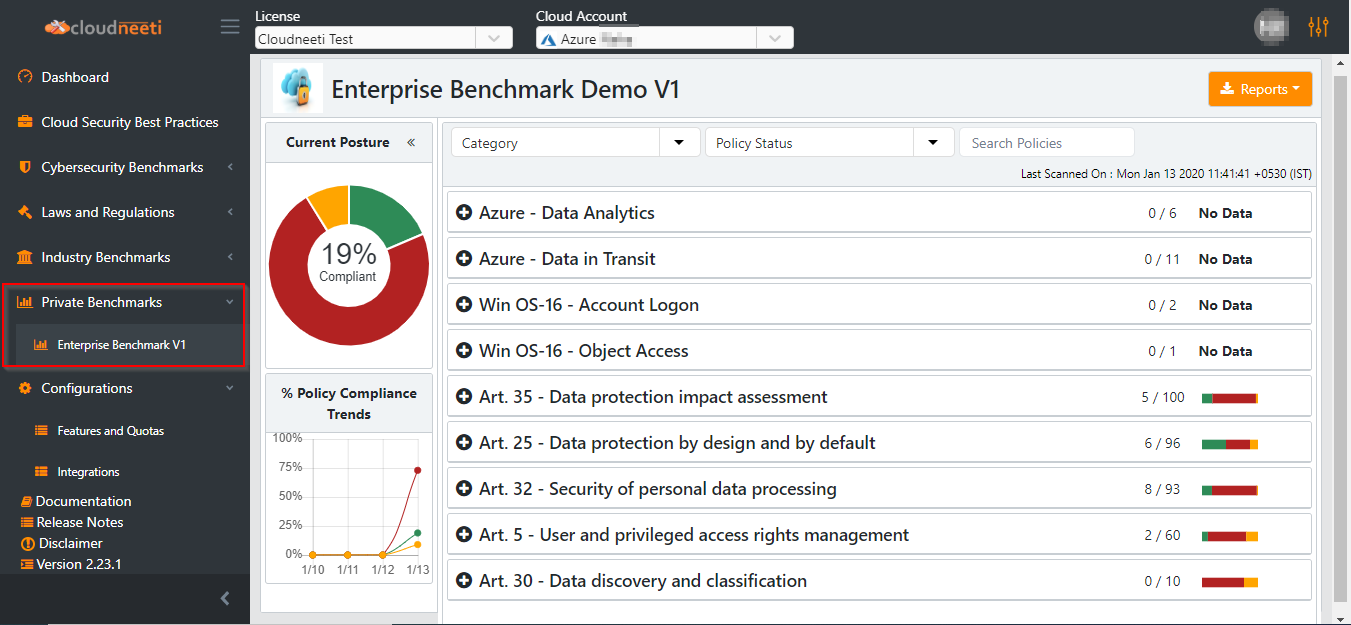 cloudneeti
License
Cloudneeti Test
Cloud Account
Azure
Dashboard
Cloud Security Best Practices
Cybersecurity Benchmarks
Laws and Regulations
Industry Benchmarks
Private Benchmarks
Enterprise Benchmark V1
Configurations
Features and Quotas
Integrations
Documentation
Release Notes
Disclaimer
Version 2.23.1
Enterprise Benchmark Demo V1
Reports
Current Posture «
19%
Compliant
% Policy Compliance
Trends
100%
75%
50%
25%
0%
1/10 1/11 1/12 1/13
Category
Policy Status
Search Policies
Last Scanned On : Mon Jan 13 2020 11:41:41 +0530 (IST)
Azure - Data Analytics 0 / 6 No Data
Azure - Data in Transit 0 / 11 No Data
Win OS-16 - Account Logon 0 / 2 No Data
Win OS-16 - Object Access 0 / 1 No Data
Art. 35 - Data protection impact assessment 5 / 100
Art. 25 - Data protection by design and by default 6 / 96
Art. 32 - Security of personal data processing 8 / 93
Art. 5 - User and privileged access rights management 2 / 60
Art. 30 - Data discovery and classification 0 / 10